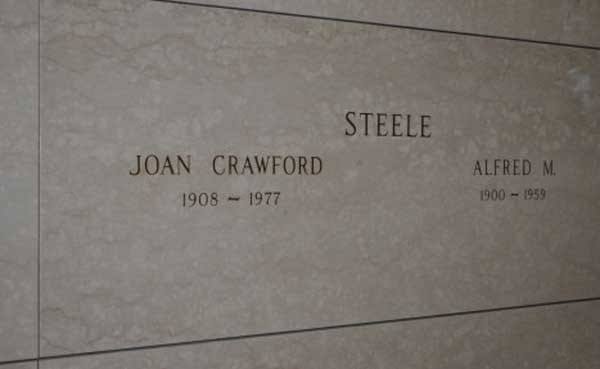 STEELE
JOAN CRAWFORD
1908 ~ 1977
ALFRED M.
1900 ~ 1959